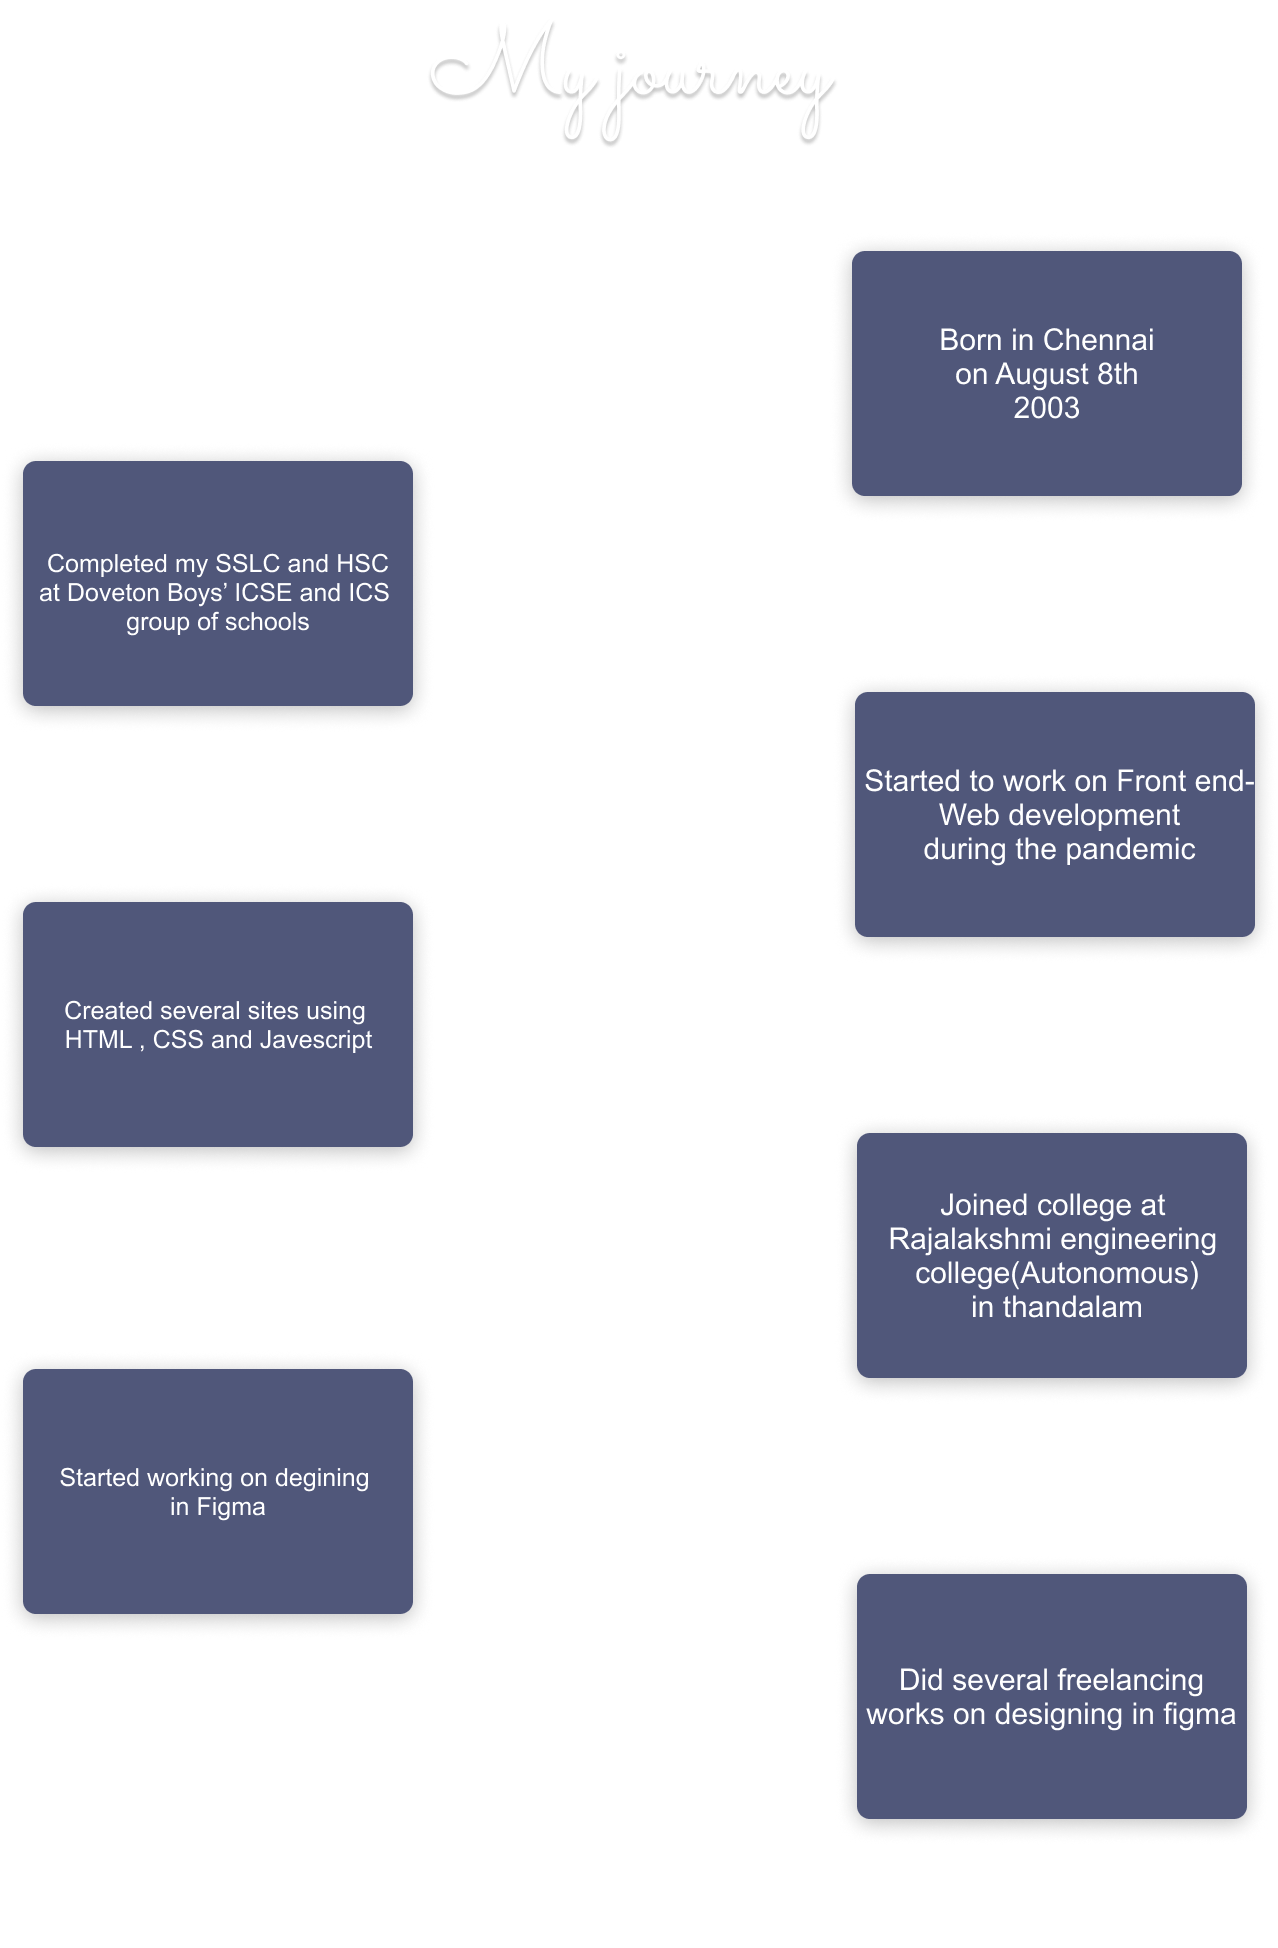 My journey
Born in Chennai
on August 8th
2003
Completed my SSLC and HSC
at Doveton Boys’ ICSE and ICS
group of schools
Started to work on Front end-
Web development
during the pandemic
Created several sites using
HTML , CSS and Javescript
Joined college at
Rajalakshmi engineering
college(Autonomous)
in thandalam
Started working on degining
in Figma
Did several freelancing
works on designing in figma